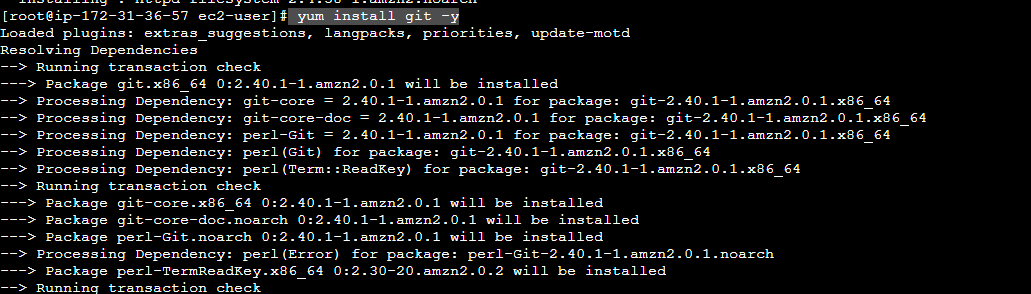 [root@ip-172-31-36-57 ec2-user]# yum install git -y
Loaded plugins: extras_suggestions, langpacks, priorities, update-motd
Resolving Dependencies
--> Running transaction check
---> Package git.x86_64 0:2.40.1-1.amzn2.0.1 will be installed
--> Processing Dependency: git-core = 2.40.1-1.amzn2.0.1 for package: git-2.40.1-1.amzn2.0.1.x86_64
--> Processing Dependency: git-core-doc = 2.40.1-1.amzn2.0.1 for package: git-2.40.1-1.amzn2.0.1.x86_64
--> Processing Dependency: perl-Git = 2.40.1-1.amzn2.0.1 for package: git-2.40.1-1.amzn2.0.1.x86_64
--> Processing Dependency: perl(Git) for package: git-2.40.1-1.amzn2.0.1.x86_64
--> Processing Dependency: perl(Term::ReadKey) for package: git-2.40.1-1.amzn2.0.1.x86_64
--> Running transaction check
---> Package git-core.x86_64 0:2.40.1-1.amzn2.0.1 will be installed
---> Package git-core-doc.noarch 0:2.40.1-1.amzn2.0.1 will be installed
---> Package perl-Git.noarch 0:2.40.1-1.amzn2.0.1 will be installed
--> Processing Dependency: perl(Error) for package: perl-Git-2.40.1-1.amzn2.0.1.noarch
---> Package perl-TermReadKey.x86_64 0:2.30-20.amzn2.0.2 will be installed
--> Running transaction check